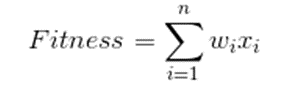 $Fitness = \sum_{i=1}^{n} w_i x_i$